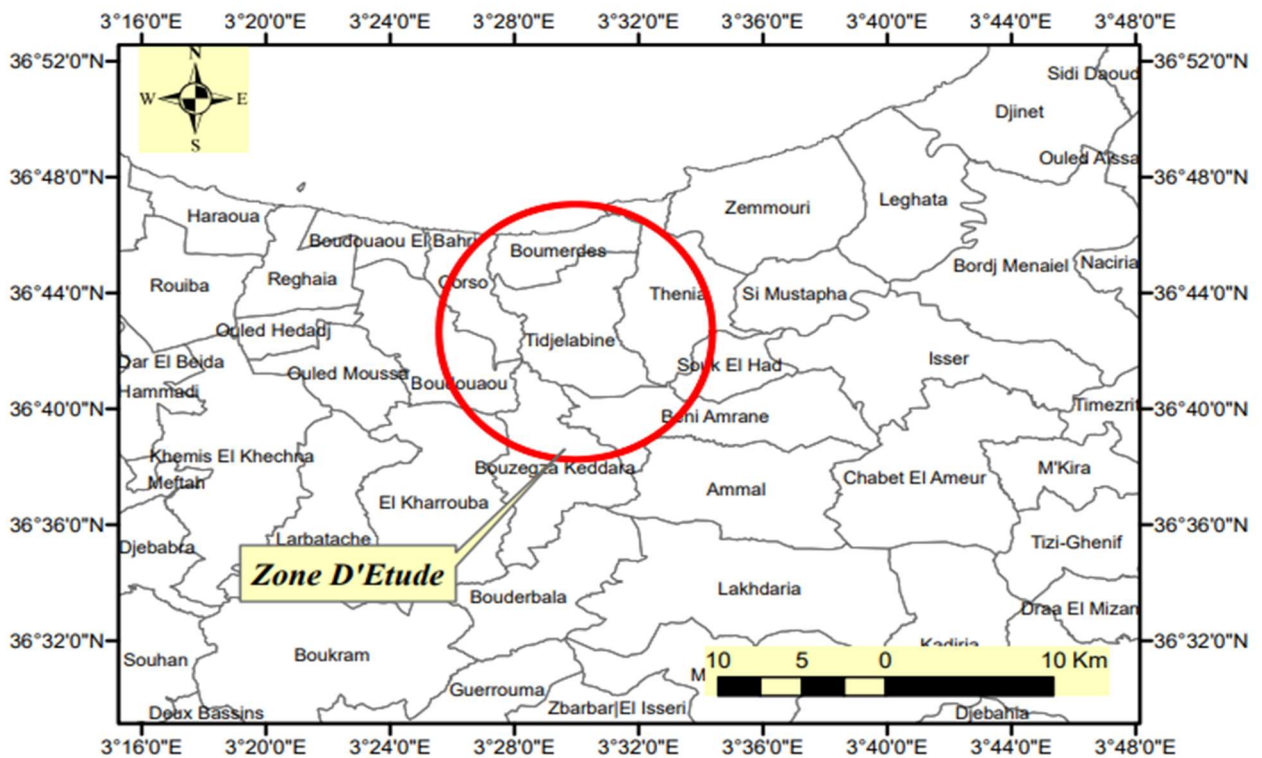 3°16'0"E 3°20'0"E 3°24'0"E 3°28'0"E 3°32'0"E 3°36'0"E 3°40'0"E 3°44'0"E 3°48'0"E
36°52'0"N 36°52'0"N
N
W E
S
Sidi Daoud
Djinet
Ouled Aissa
36°48'0"N 36°48'0"N
Haraoua
Zemmouri
Leghata
Boudouaou El Bahri
Boumerdes
Rouiba
Reghaia
Corso
Thenia
Si Mustapha
Bordj Menaiel
Naciria
36°44'0"N 36°44'0"N
Ouled Hedadj
Tidjelabine
Dar El Beida
Ouled Moussa
Boudouaou
Souk El Had
Isser
Hammadi
36°40'0"N 36°40'0"N
Beni Amrane
Timezrit
Khemis El Khechna
Meftah
Bouzegza Keddara
El Kharrouba
Ammal
Chabet El Ameur
M'Kira
36°36'0"N 36°36'0"N
Djebabra
Larbatache
Tizi-Ghenif
Zone D'Etude
Bouderbala
Lakhdaria
Draa El Mizan
36°32'0"N 36°32'0"N
Souhan
Boukram
Kadiria
10 5 0 10 Km
M
Guerrouma
Deux Bassins
Zbarbar|El Isseri
Djebahia
3°16'0"E 3°20'0"E 3°24'0"E 3°28'0"E 3°32'0"E 3°36'0"E 3°40'0"E 3°44'0"E 3°48'0"E